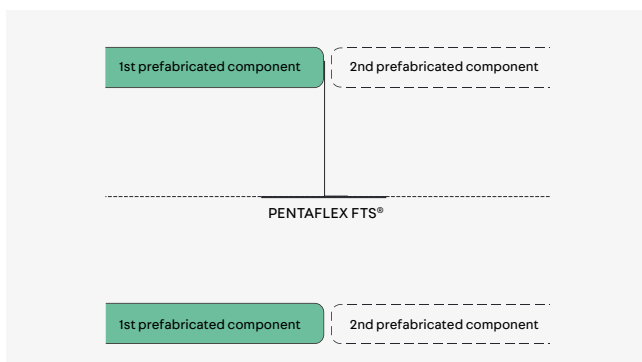 1st prefabricated component
2nd prefabricated component
PENTAFLEX FTS®
1st prefabricated component
2nd prefabricated component